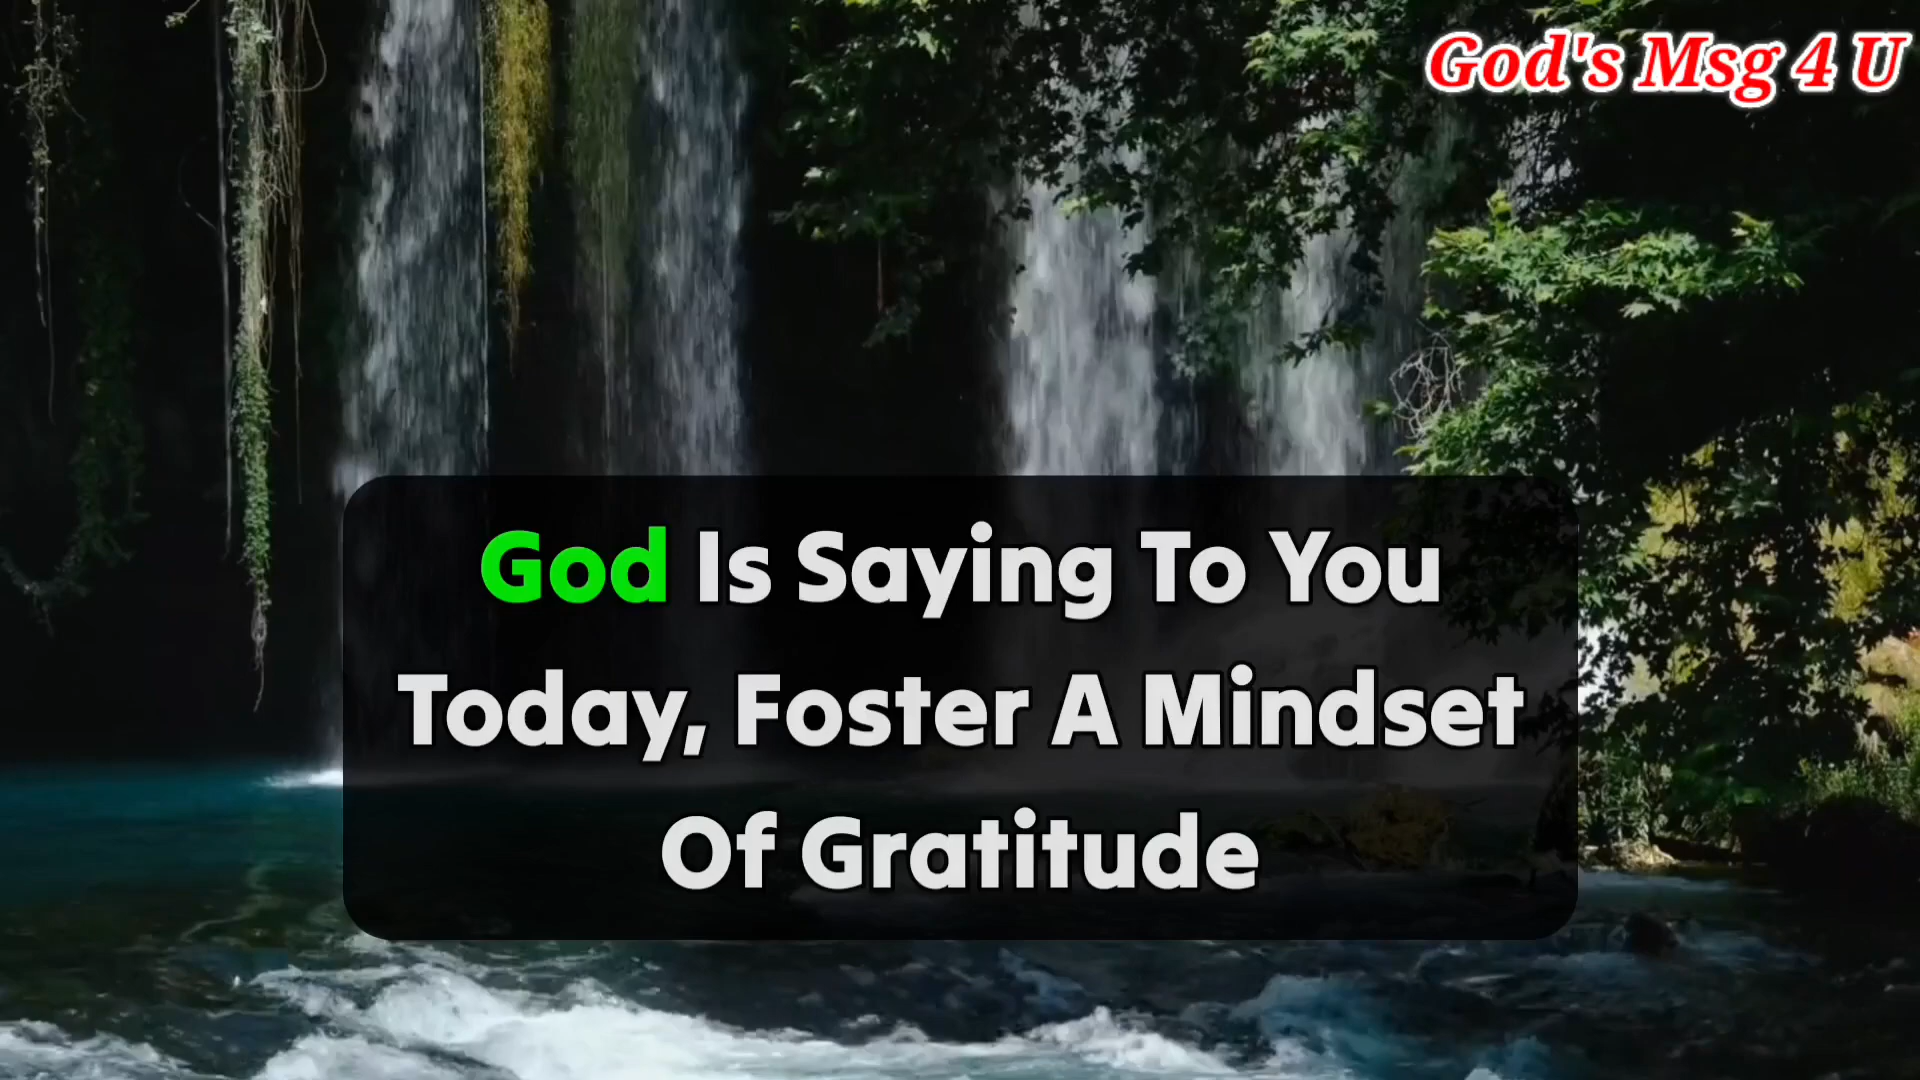 God's Msg 4 U
God Is Saying To You
Today, Foster A Mindset
Of Gratitude